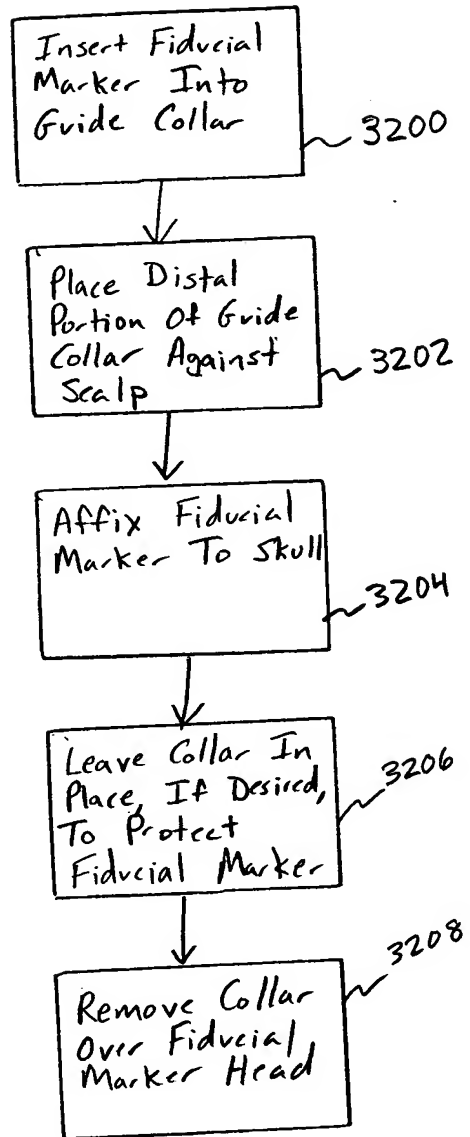 Insert Fiducial
Marker Into
Guide Collar
3200
Place Distal
Portion Of Guide
Collar Against
Scalp
3202
Affix Fiducial
Marker To Skull
3204
Leave Collar In
Place, If Desired,
To Protect
Fiducial Marker
3206
Remove Collar
Over Fiducial
Marker Head
3208